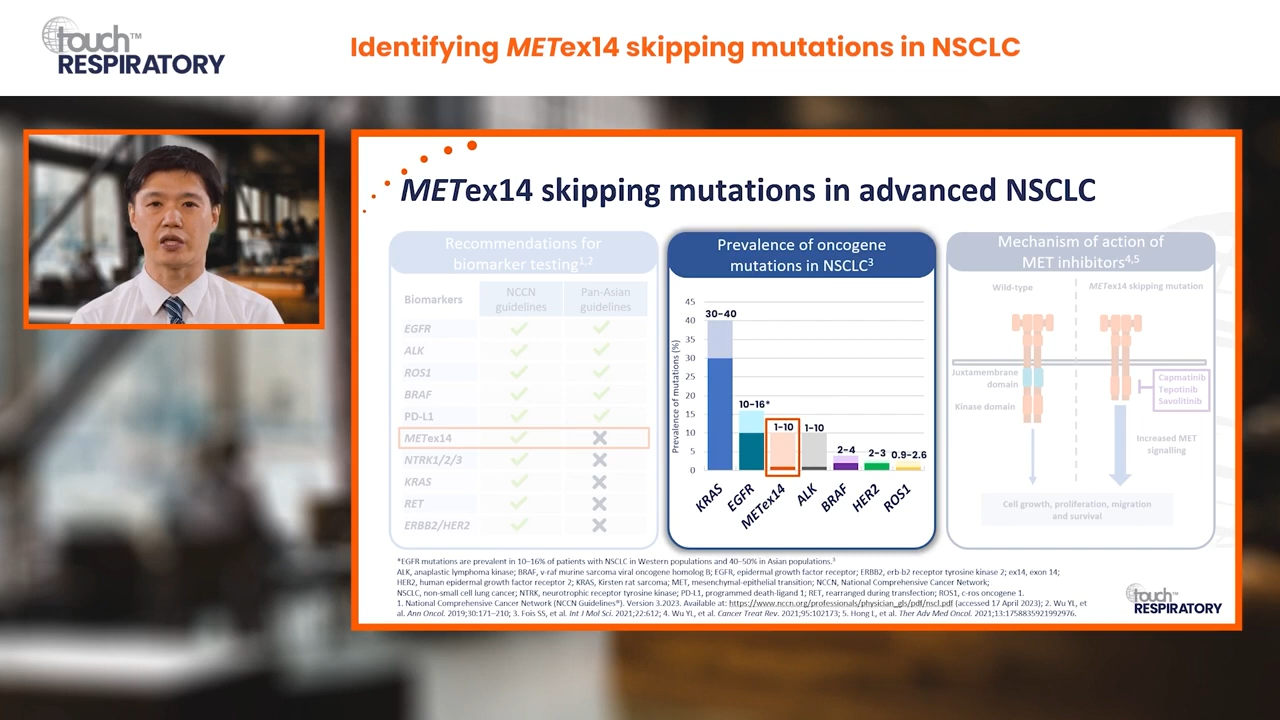 touch™
RESPIRATORY
Identifying METex14 skipping mutations in NSCLC
METex14 skipping mutations in advanced NSCLC
Recommendations for
biomarker testing1,2
Biomarkers
NCCN
guidelines
Pan-Asian
guidelines
EGFR
ALK
ROS1
BRAF
PD-L1
METex14
NTRK1/2/3
KRAS
RET
ERBB2/HER2
Prevalence of oncogene
mutations in NSCLC3
Prevalence of mutations (%)
45
40
35
30
25
20
15
10
5
0
30-40
10-16*
1-10
1-10
2-4
2-3
0.9-2.6
KRAS
EGFR
METex14
ALK
BRAF
HER2
ROS1
Mechanism of action of
MET inhibitors4,5
Wild-type
METex14 skipping mutation
Juxtamembrane
domain
Kinase domain
Capmatinib
Tepotinib
Savolitinib
Increased MET
signalling
Cell growth, proliferation, migration
and survival
*EGFR mutations are prevalent in 10–16% of patients with NSCLC in Western populations and 40–50% in Asian populations.3
ALK, anaplastic lymphoma kinase; BRAF, v-raf murine sarcoma viral oncogene homolog B; EGFR, epidermal growth factor receptor; ERBB2, erb-b2 receptor tyrosine kinase 2; ex14, exon 14;
HER2, human epidermal growth factor receptor 2; KRAS, Kirsten rat sarcoma; MET, mesenchymal-epithelial transition; NCCN, National Comprehensive Cancer Network;
NSCLC, non-small cell lung cancer; NTRK, neurotrophic receptor tyrosine kinase; PD-L1, programmed death-ligand 1; RET, rearranged during transfection; ROS1, c-ros oncogene 1.
1. National Comprehensive Cancer Network (NCCN Guidelines®). Version 3.2023. Available at: https://www.nccn.org/professionals/physician_gls/pdf/nscl.pdf (accessed 17 April 2023); 2. Wu YL, et
al. Ann Oncol. 2019;30:171–210; 3. Fois SS, et al. Int J Mol Sci. 2021;22:612; 4. Wu YL, et al. Cancer Treat Rev. 2021;95:102173; 5. Hong L, et al. Ther Adv Med Oncol. 2021;13:1758835921992976.
touch™
RESPIRATORY